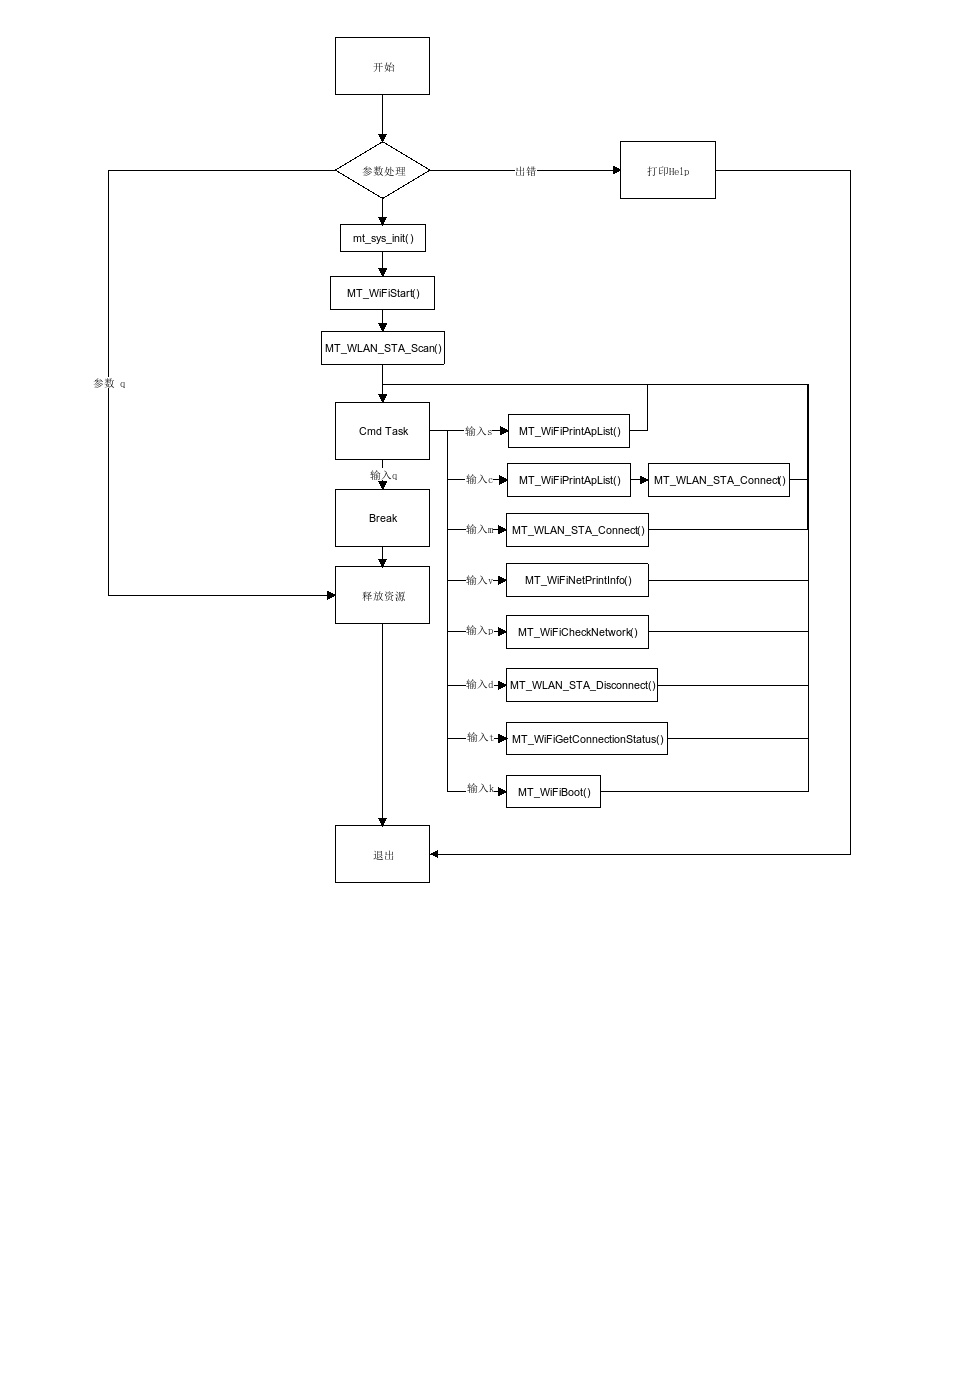 开始
参数处理
出错
打印Help
mt_sys_init()
MT_WiFiStart()
MT_WLAN_STA_Scan()
参数 q
Cmd Task
输入s
MT_WiFiPrintApList()
输入q
输入c
MT_WiFiPrintApList()
MT_WLAN_STA_Connect()
Break
输入m
MT_WLAN_STA_Connect()
输入v
MT_WiFiNetPrintInfo()
释放资源
输入p
MT_WiFiCheckNetwork()
输入d
MT_WLAN_STA_Disconnect()
输入t
MT_WiFiGetConnectionStatus()
输入k
MT_WiFiBoot()
退出